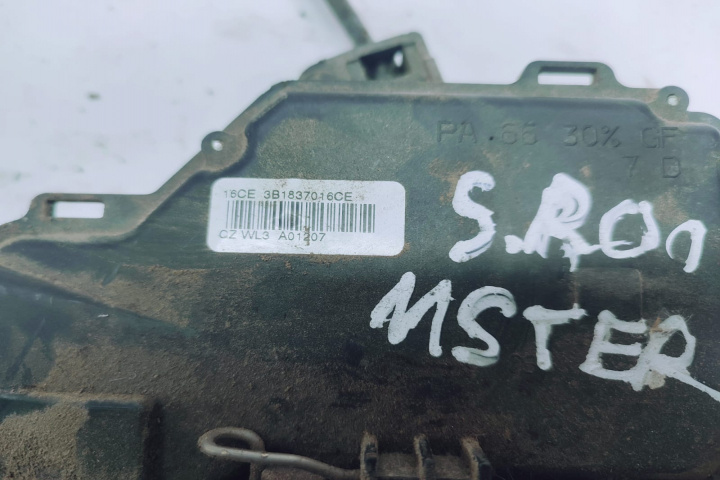 PA.66 30% GF
7 D
16CE 3B1837016CE
CZ WL3 A01207
S.R01
MSTER